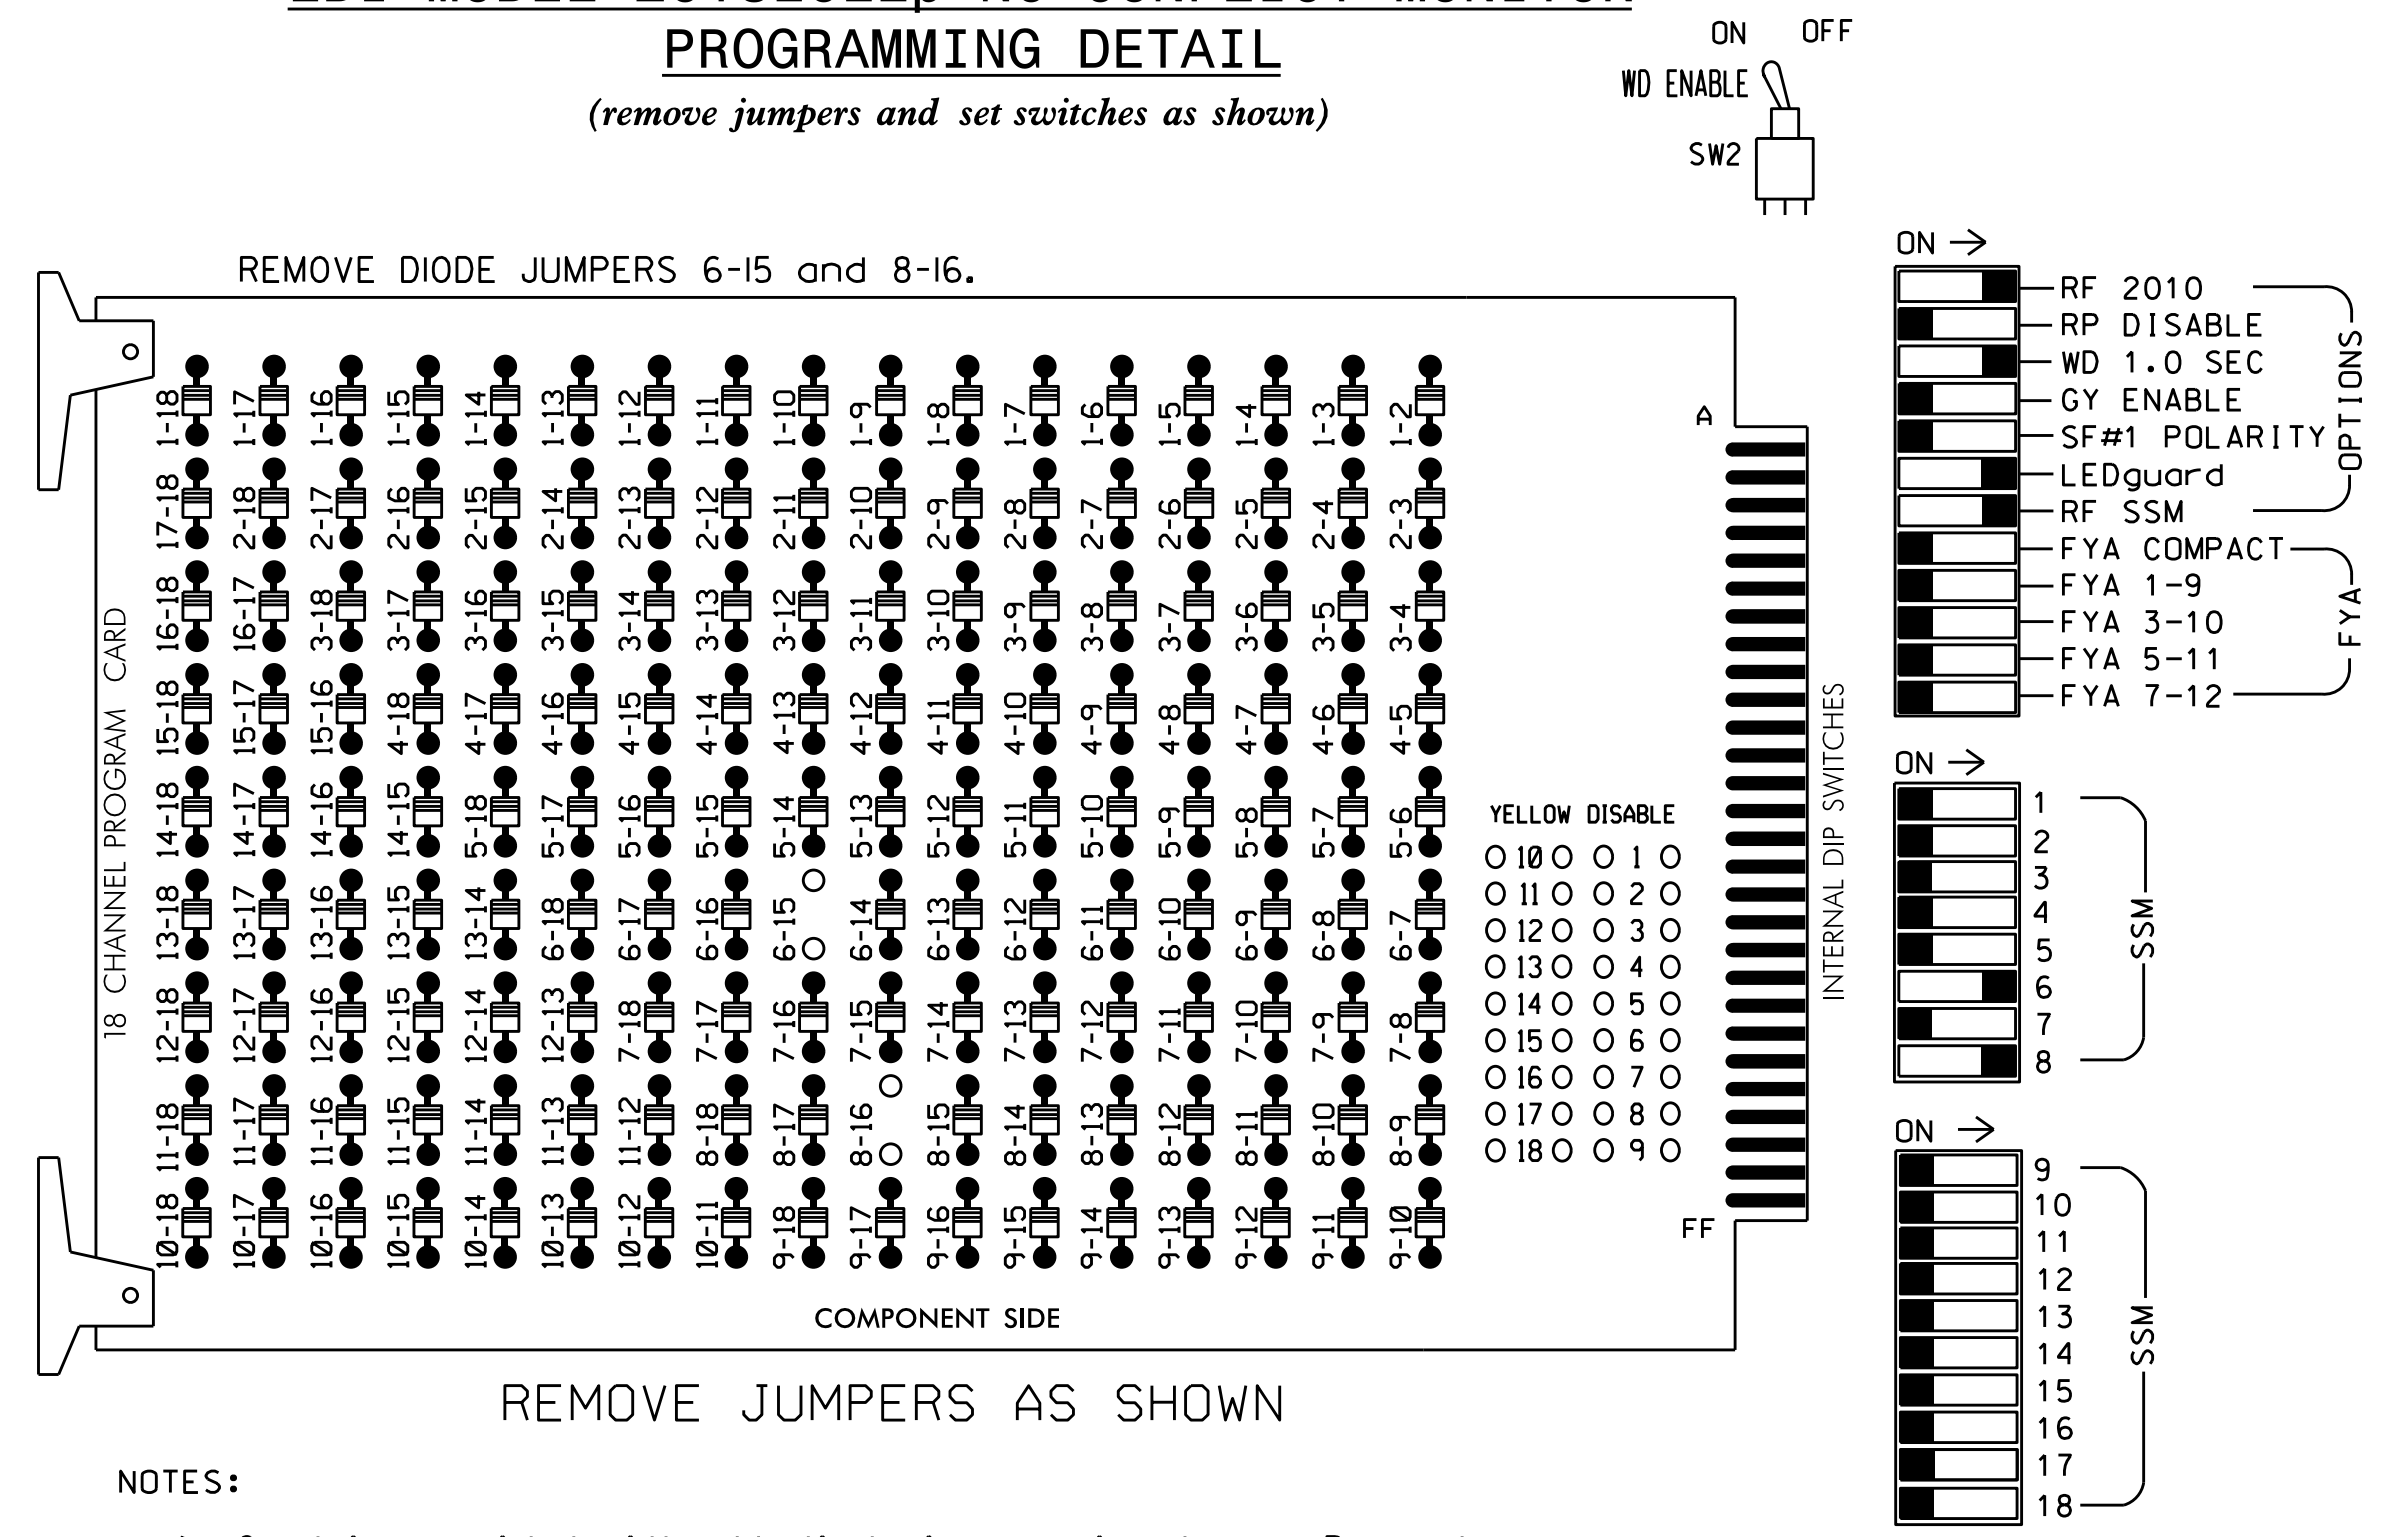 PROGRAMMING DETAIL
(remove jumpers and set switches as shown)
ON OFF
WD ENABLE
SW2
REMOVE DIODE JUMPERS 6-15 and 8-16.
18 CHANNEL PROGRAM CARD
1-18 1-17 1-16 1-15 1-14 1-13 1-12 1-11 1-10 1-9 1-8 1-7 1-6 1-5 1-4 1-3 1-2
17-18 2-18 2-17 2-16 2-15 2-14 2-13 2-12 2-11 2-10 2-9 2-8 2-7 2-6 2-5 2-4 2-3
16-18 16-17 3-18 3-17 3-16 3-15 3-14 3-13 3-12 3-11 3-10 3-9 3-8 3-7 3-6 3-5 3-4
15-18 15-17 15-16 4-18 4-17 4-16 4-15 4-14 4-13 4-12 4-11 4-10 4-9 4-8 4-7 4-6 4-5
14-18 14-17 14-16 14-15 5-18 5-17 5-16 5-15 5-14 5-13 5-12 5-11 5-10 5-9 5-8 5-7 5-6
13-18 13-17 13-16 13-15 13-14 6-18 6-17 6-16 6-15 6-14 6-13 6-12 6-11 6-10 6-9 6-8 6-7
12-18 12-17 12-16 12-15 12-14 12-13 7-18 7-17 7-16 7-15 7-14 7-13 7-12 7-11 7-10 7-9 7-8
11-18 11-17 11-16 11-15 11-14 11-13 11-12 8-18 8-17 8-16 8-15 8-14 8-13 8-12 8-11 8-10 8-9
10-18 10-17 10-16 10-15 10-14 10-13 10-12 10-11 9-18 9-17 9-16 9-15 9-14 9-13 9-12 9-11 9-10
YELLOW DISABLE
10 1
11 2
12 3
13 4
14 5
15 6
16 7
17 8
18 9
A
FF
INTERNAL DIP SWITCHES
COMPONENT SIDE
REMOVE JUMPERS AS SHOWN
NOTES:
ON
RF 2010
RP DISABLE
WD 1.0 SEC
GY ENABLE
SF#1 POLARITY
LEDguard
RF SSM
OPTIONS
FYA COMPACT
FYA 1-9
FYA 3-10
FYA 5-11
FYA 7-12
FYA
ON
1
2
3
4
5
6
7
8
SSM
ON
9
10
11
12
13
14
15
16
17
18
SSM